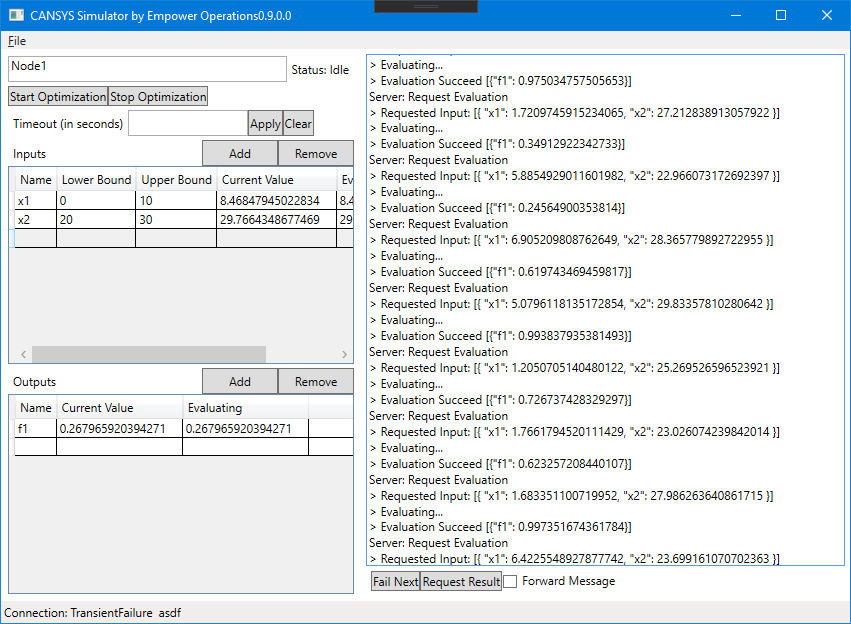 CANSYS Simulator by Empower Operations0.9.0.0
File
Node1
Status: Idle
Start Optimization Stop Optimization
Timeout (in seconds) Apply Clear
Inputs Add Remove
Name Lower Bound Upper Bound Current Value Ev
x1 0 10 8.46847945022834 8.4
x2 20 30 29.7664348677469 29
Outputs Add Remove
Name Current Value Evaluating
f1 0.267965920394271 0.267965920394271
> Evaluating...
> Evaluation Succeed [{"f1": 0.975034757505653}]
Server: Request Evaluation
> Requested Input: [{ "x1": 1.7209745915234065, "x2": 27.212838913057922 }]
> Evaluating...
> Evaluation Succeed [{"f1": 0.34912922342733}]
Server: Request Evaluation
> Requested Input: [{ "x1": 5.8854929011601982, "x2": 22.966073172692397 }]
> Evaluating...
> Evaluation Succeed [{"f1": 0.24564900353814}]
Server: Request Evaluation
> Requested Input: [{ "x1": 6.905209808762649, "x2": 28.365779892722955 }]
> Evaluating...
> Evaluation Succeed [{"f1": 0.619743469459817}]
Server: Request Evaluation
> Requested Input: [{ "x1": 5.0796118135172854, "x2": 29.83357810280642 }]
> Evaluating...
> Evaluation Succeed [{"f1": 0.993837935381493}]
Server: Request Evaluation
> Requested Input: [{ "x1": 1.2050705140480122, "x2": 25.269526596523921 }]
> Evaluating...
> Evaluation Succeed [{"f1": 0.726737428329297}]
Server: Request Evaluation
> Requested Input: [{ "x1": 1.7661794520111429, "x2": 23.026074239842014 }]
> Evaluating...
> Evaluation Succeed [{"f1": 0.623257208440107}]
Server: Request Evaluation
> Requested Input: [{ "x1": 1.683351100719952, "x2": 27.986263640861715 }]
> Evaluating...
> Evaluation Succeed [{"f1": 0.997351674361784}]
Server: Request Evaluation
> Requested Input: [{ "x1": 6.4225548927877742, "x2": 23.699161070702363 }]
Fail Next Request Result Forward Message
Connection: TransientFailure asdf